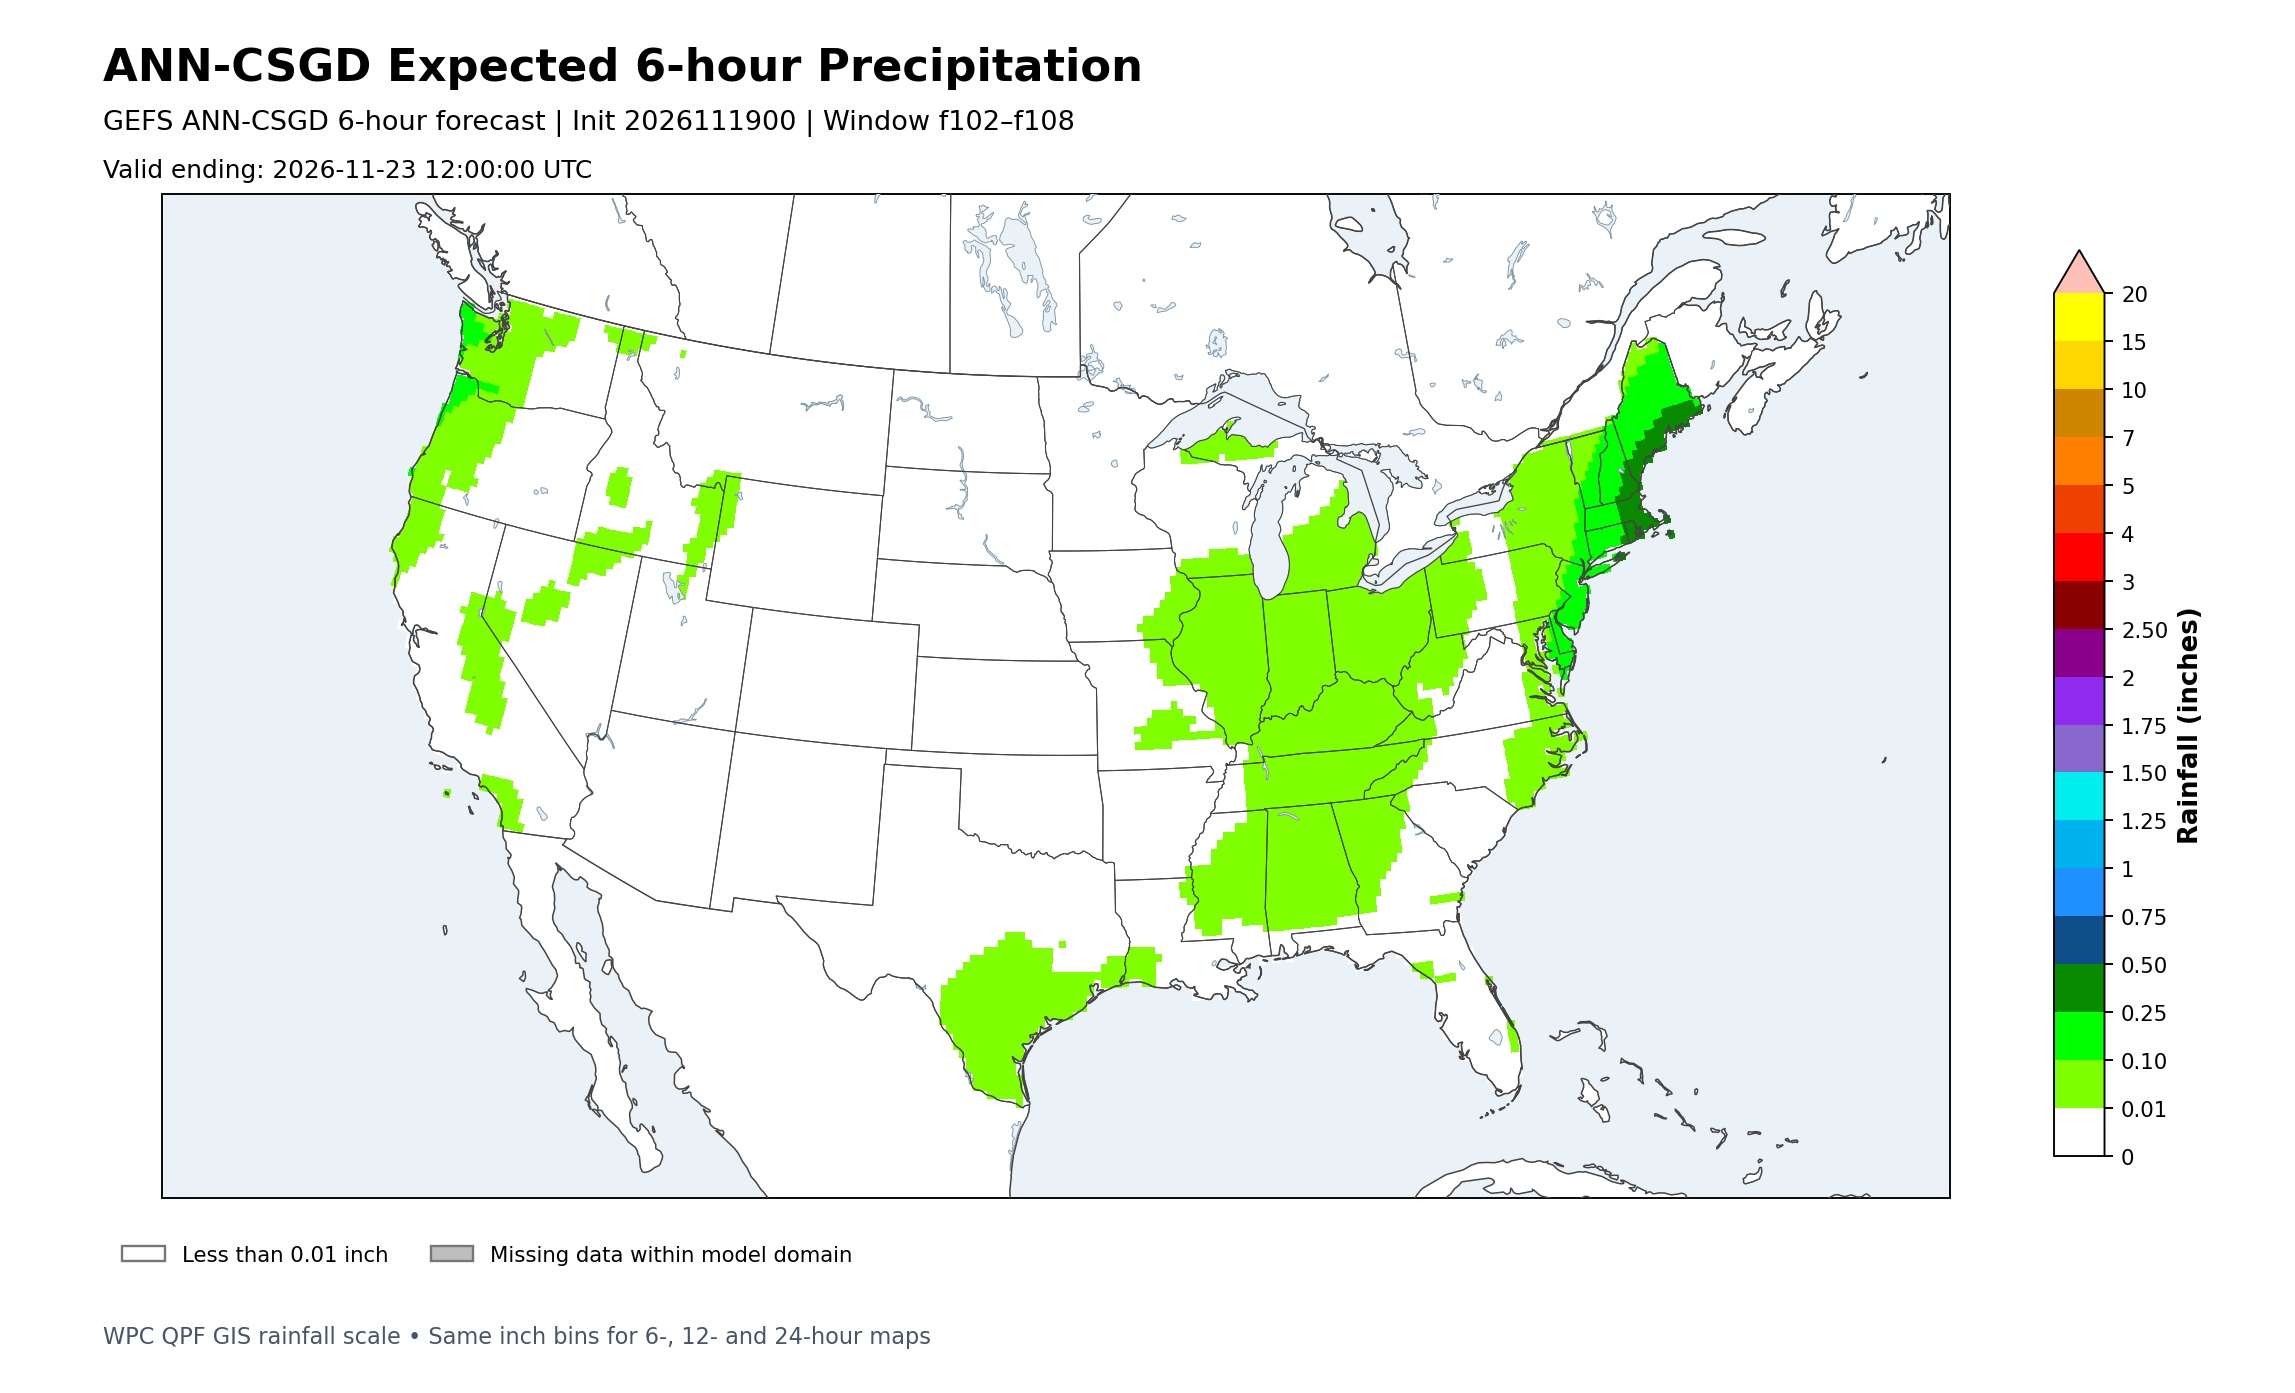 ANN-CSGD Expected 6-hour Precipitation
GEFS ANN-CSGD 6-hour forecast | Init 2026111900 | Window f102–f108
Valid ending: 2026-11-23 12:00:00 UTC
20
15
10
7
5
4
3
2.50
2
1.75
1.50
1.25
1
0.75
0.50
0.25
0.10
0.01
0
Rainfall (inches)
Less than 0.01 inch
Missing data within model domain
WPC QPF GIS rainfall scale • Same inch bins for 6-, 12- and 24-hour maps